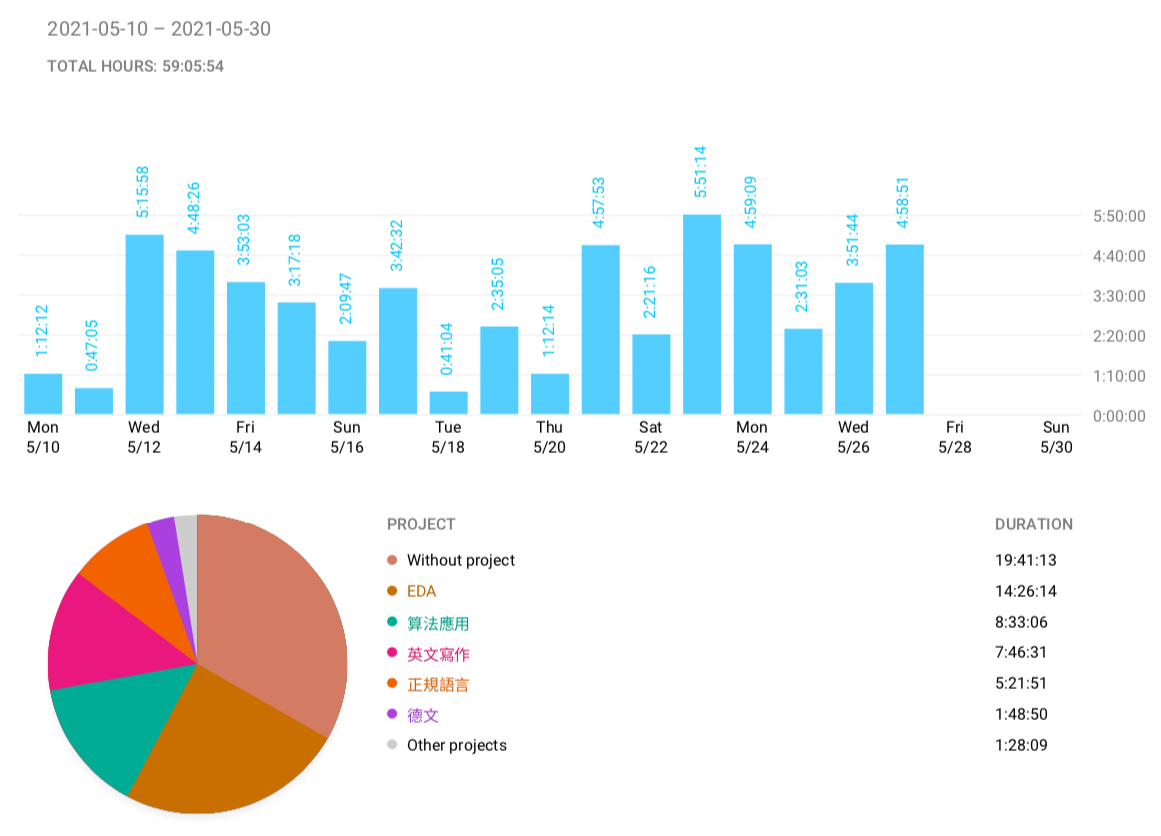 2021-05-10 – 2021-05-30
TOTAL HOURS: 59:05:54
1:12:12
0:47:05
5:15:58
4:48:26
3:53:03
3:17:18
2:09:47
3:42:32
0:41:04
2:35:05
1:12:14
4:57:53
2:21:16
5:51:14
4:59:09
2:31:03
3:51:44
4:58:51
5:50:00
4:40:00
3:30:00
2:20:00
1:10:00
0:00:00
Mon Wed Fri Sun Tue Thu Sat Mon Wed Fri Sun
5/10 5/12 5/14 5/16 5/18 5/20 5/22 5/24 5/26 5/28 5/30
PROJECT DURATION
Without project 19:41:13
EDA 14:26:14
算法應用 8:33:06
英文寫作 7:46:31
正規語言 5:21:51
德文 1:48:50
Other projects 1:28:09